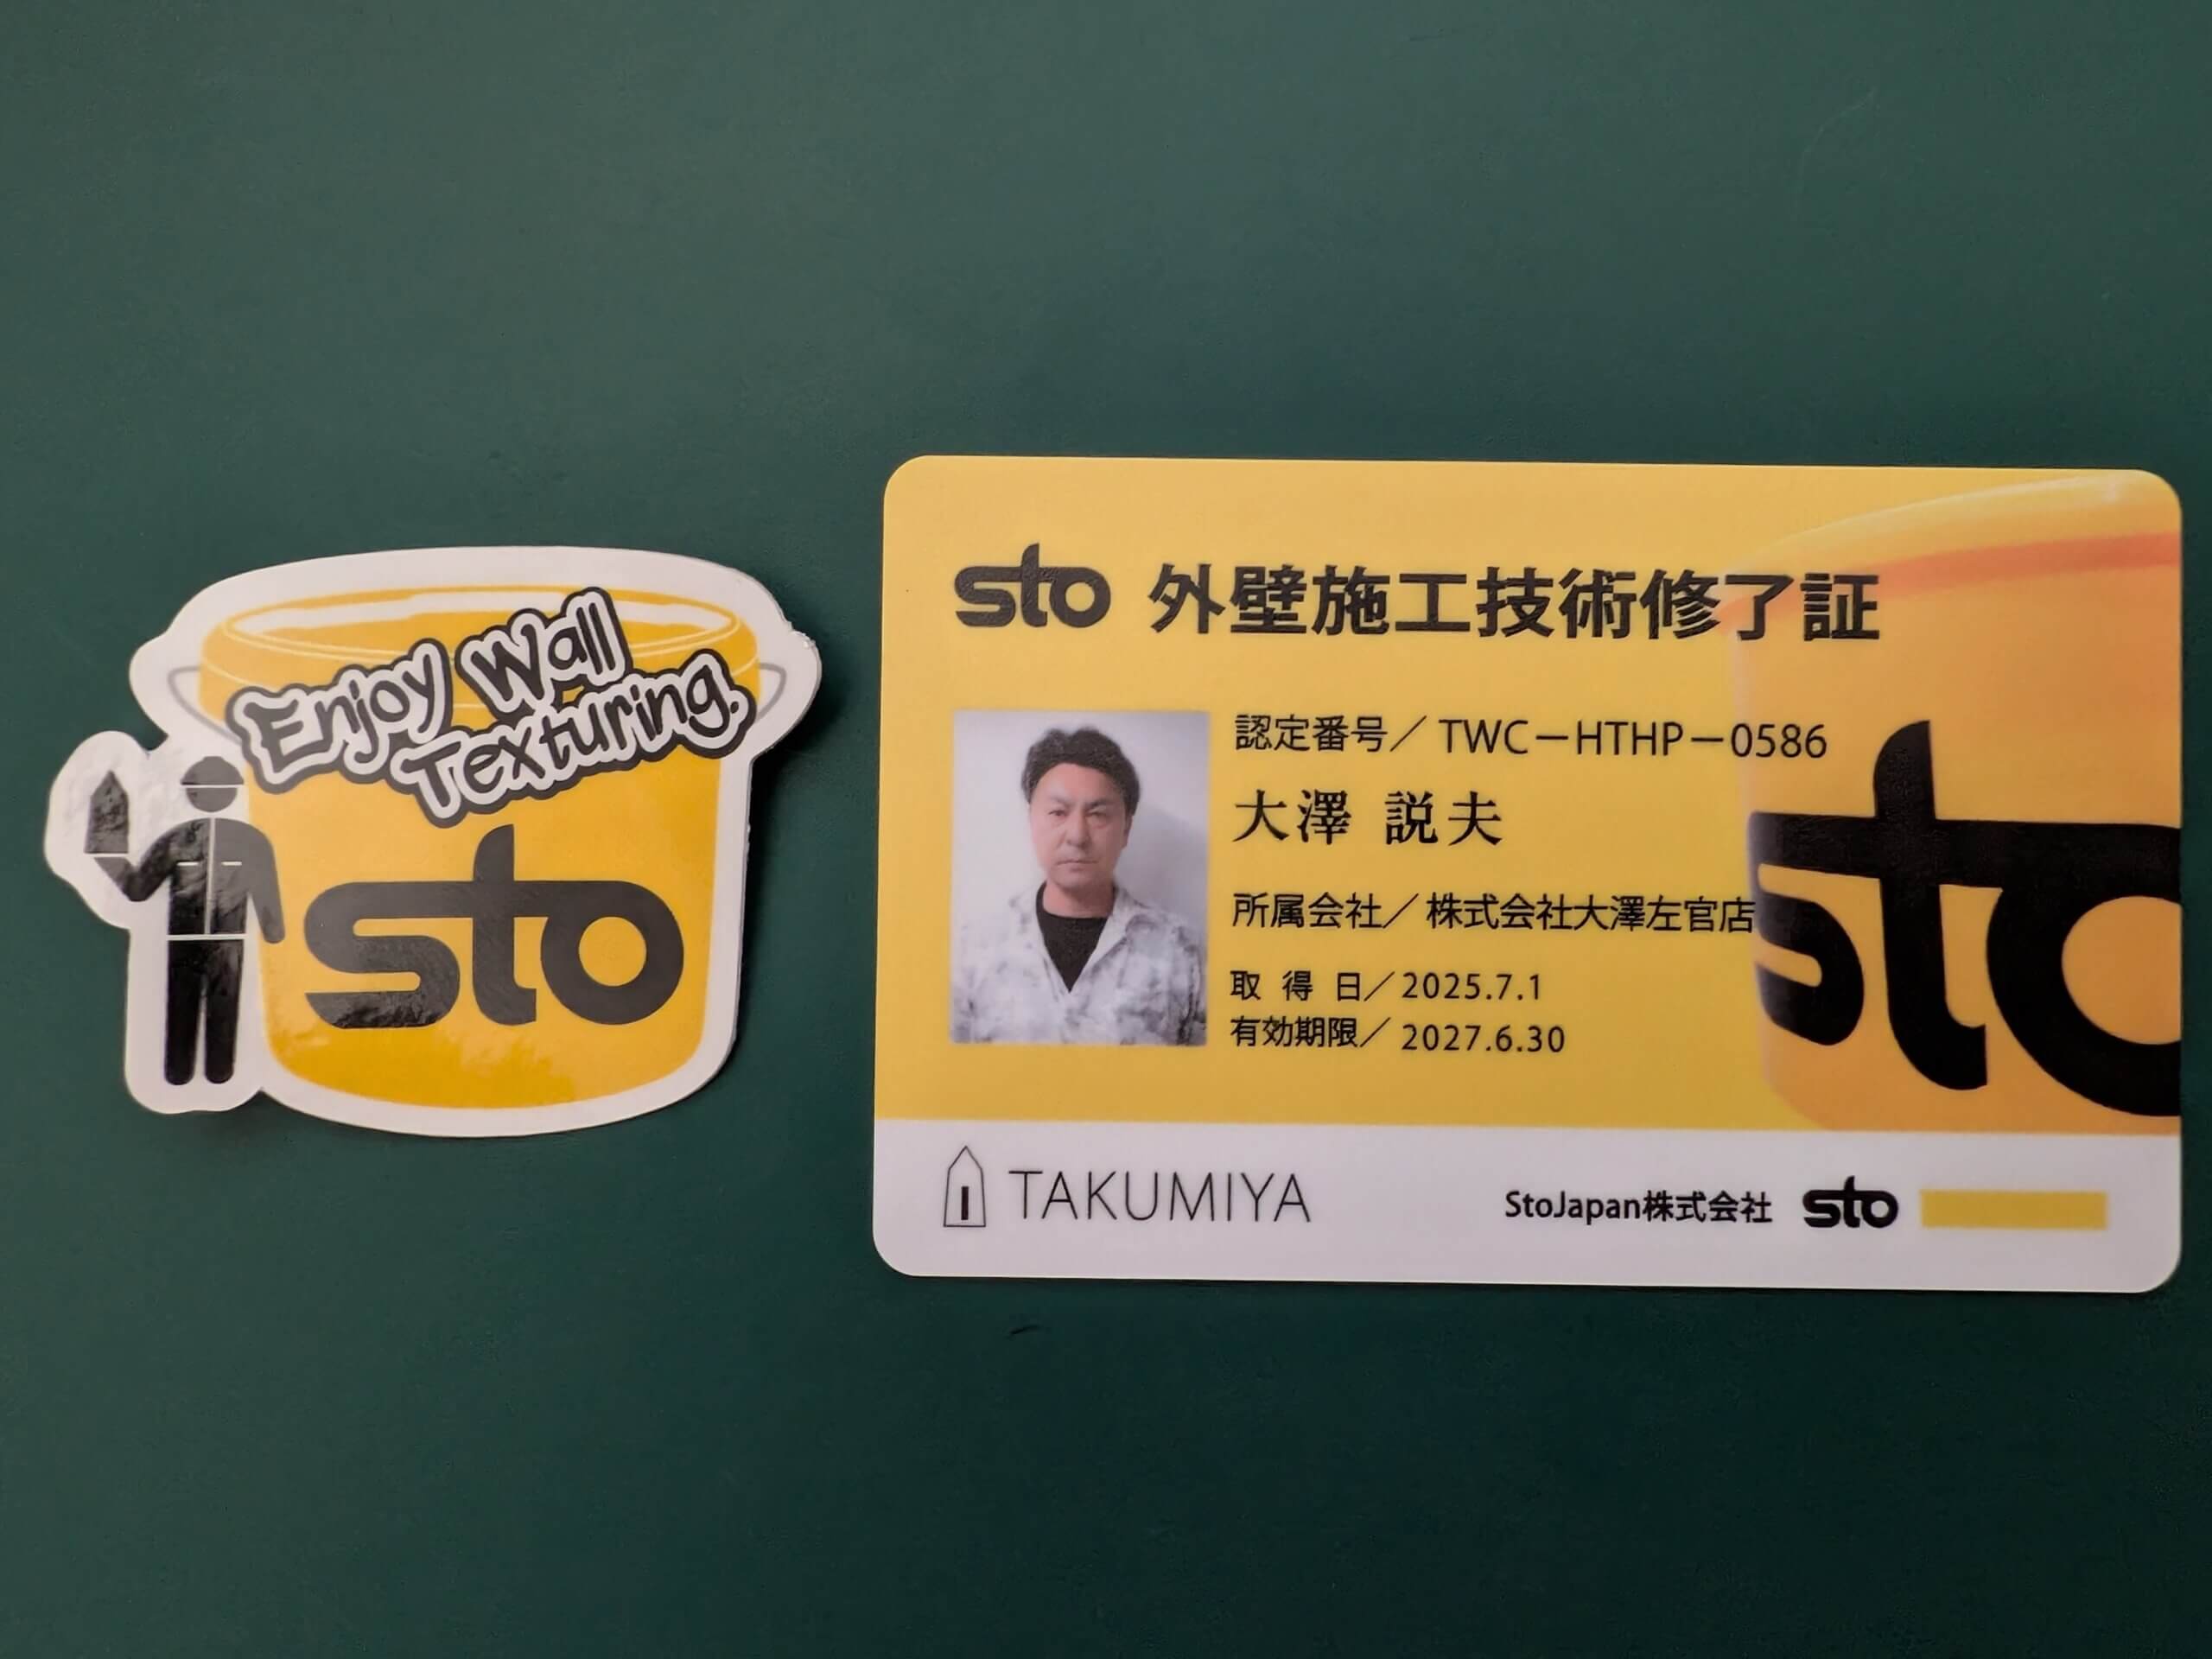 Enjoy Wall
Texturing.
sto
sto 外壁施工技術修了証
認定番号／ TWC－HTHP－0586
大澤 説夫
所属会社／ 株式会社大澤左官店
取 得 日／ 2025.7.1
有効期限／ 2027.6.30
sto
TAKUMIYA
StoJapan株式会社 sto